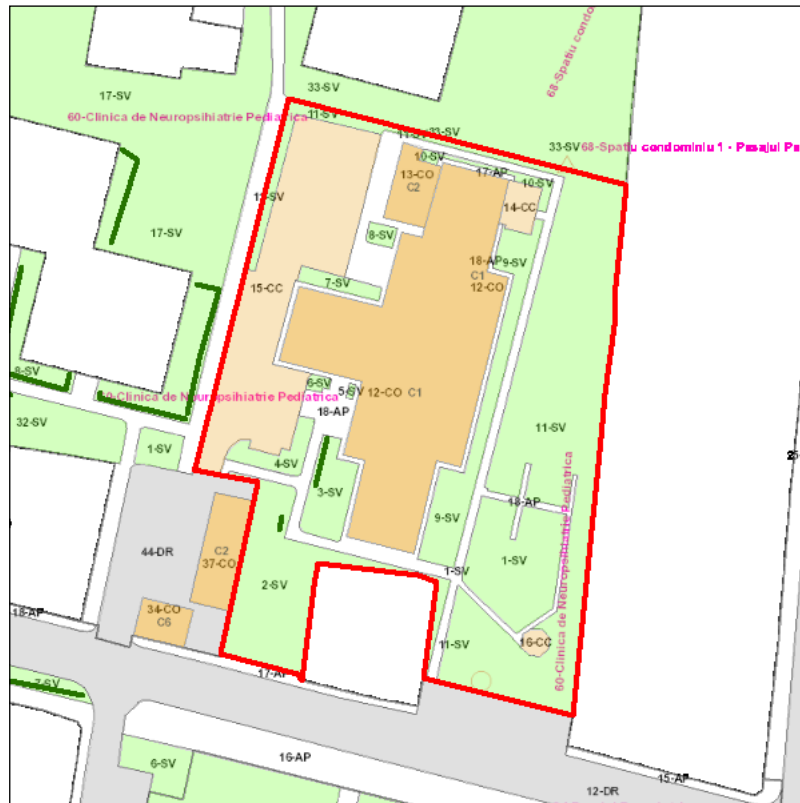 68-Spatiu condo
17-SV
33-SV
60-Clinica de Neuropsihiatrie Pediatrica
11-SV
33-SV
33-SV
68-Spatiu condominiu 1 - Pasajul Pa
10-SV
17-AP
13-CO
C2
10-SV
11-SV
14-CC
17-SV
8-SV
18-AP
9-SV
C1
12-CO
7-SV
15-CC
8-SV
6-SV
5-SV
12-CO C1
-Clinica de Neuropsihiatrie Pediatrica
18-AP
32-SV
11-SV
1-SV
4-SV
3-SV
18-AP
9-SV
60-Clinica de Neuropsihiatrie Pediatrica
44-DR
C2
37-CO
1-SV
1-SV
2-SV
34-CO
C6
18-AP
11-SV
16-CC
17-AP
7-SV
16-AP
6-SV
15-AP
12-DR